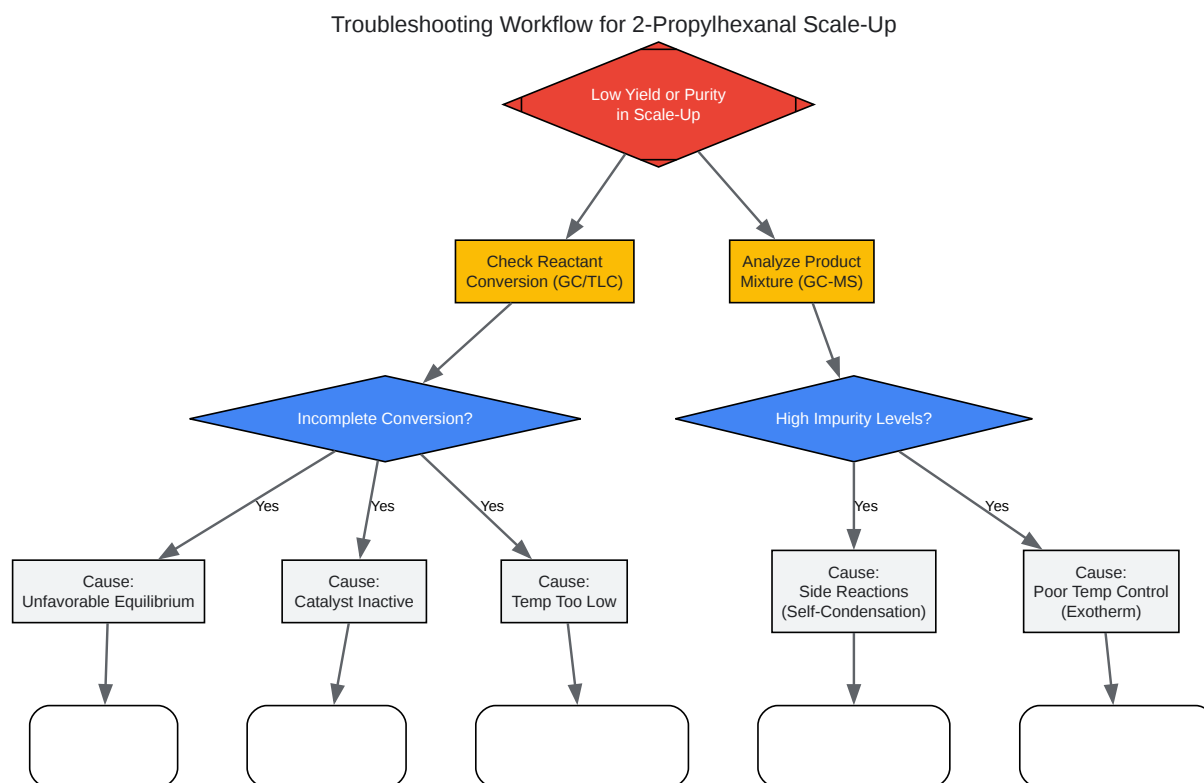 Troubleshooting Workflow for 2-Propylhexanal Scale-Up
Low Yield or Purity
in Scale-Up
Check Reactant
Conversion (GC/TLC)
Analyze Product
Mixture (GC-MS)
Incomplete Conversion?
High Impurity Levels?
Yes
Yes
Yes
Yes
Yes
Cause:
Unfavorable Equilibrium
Cause:
Catalyst Inactive
Cause:
Temp Too Low
Cause:
Side Reactions
(Self-Condensation)
Cause:
Poor Temp Control
(Exotherm)